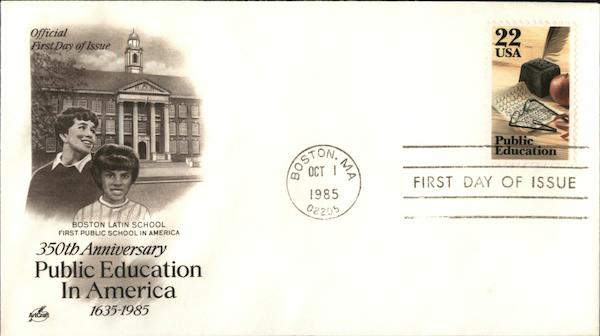 Official
First Day of Issue
BOSTON LATIN SCHOOL
FIRST PUBLIC SCHOOL IN AMERICA
350th Anniversary
Public Education
In America
1635-1985
ArtCraft
BOSTON, MA
OCT 1
1985
02205
22
USA
Public
Education
FIRST DAY OF ISSUE